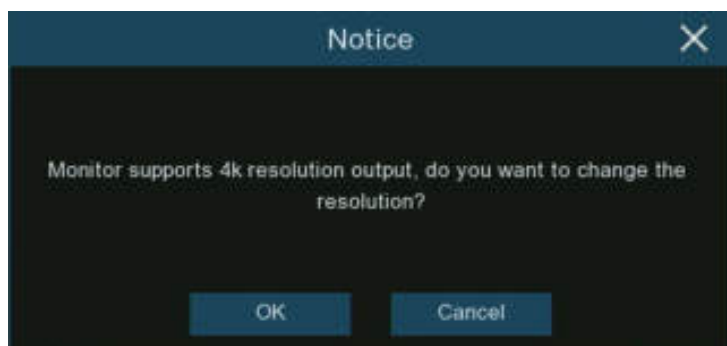 Notice
Monitor supports 4k resolution output, do you want to change the
resolution?
OK
Cancel